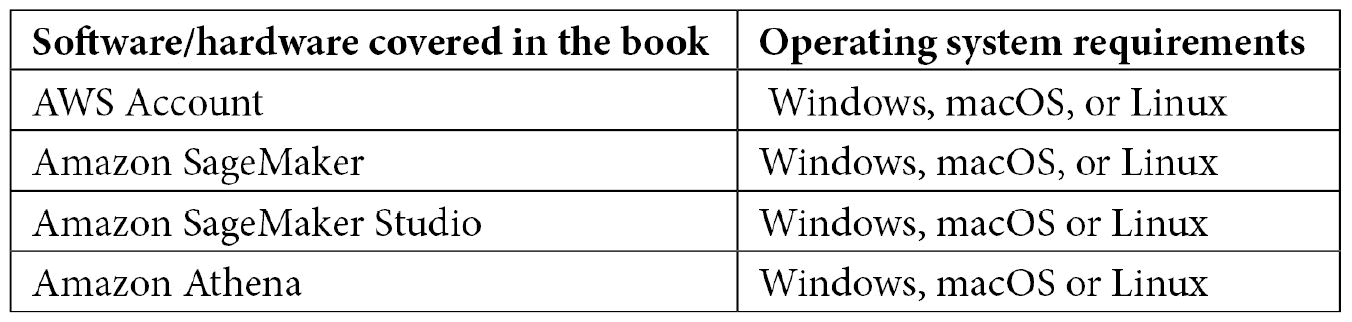 Software/hardware covered in the book Operating system requirements
AWS Account Windows, macOS, or Linux
Amazon SageMaker Windows, macOS, or Linux
Amazon SageMaker Studio Windows, macOS or Linux
Amazon Athena Windows, macOS or Linux